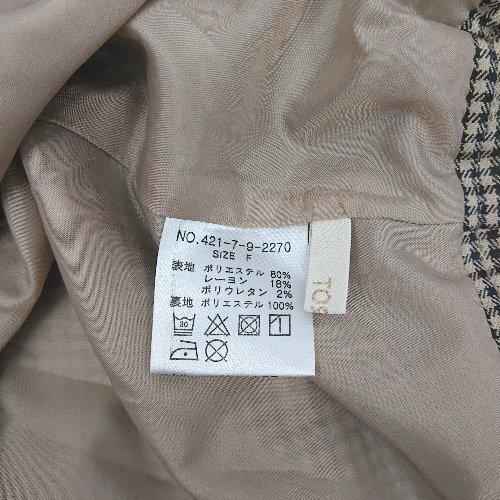 NO.421-7-9-2270
SIZE F
表地 ポリエステル 80%
レーヨン 18%
ポリウレタン 2%
裏地 ポリエステル 100%
30